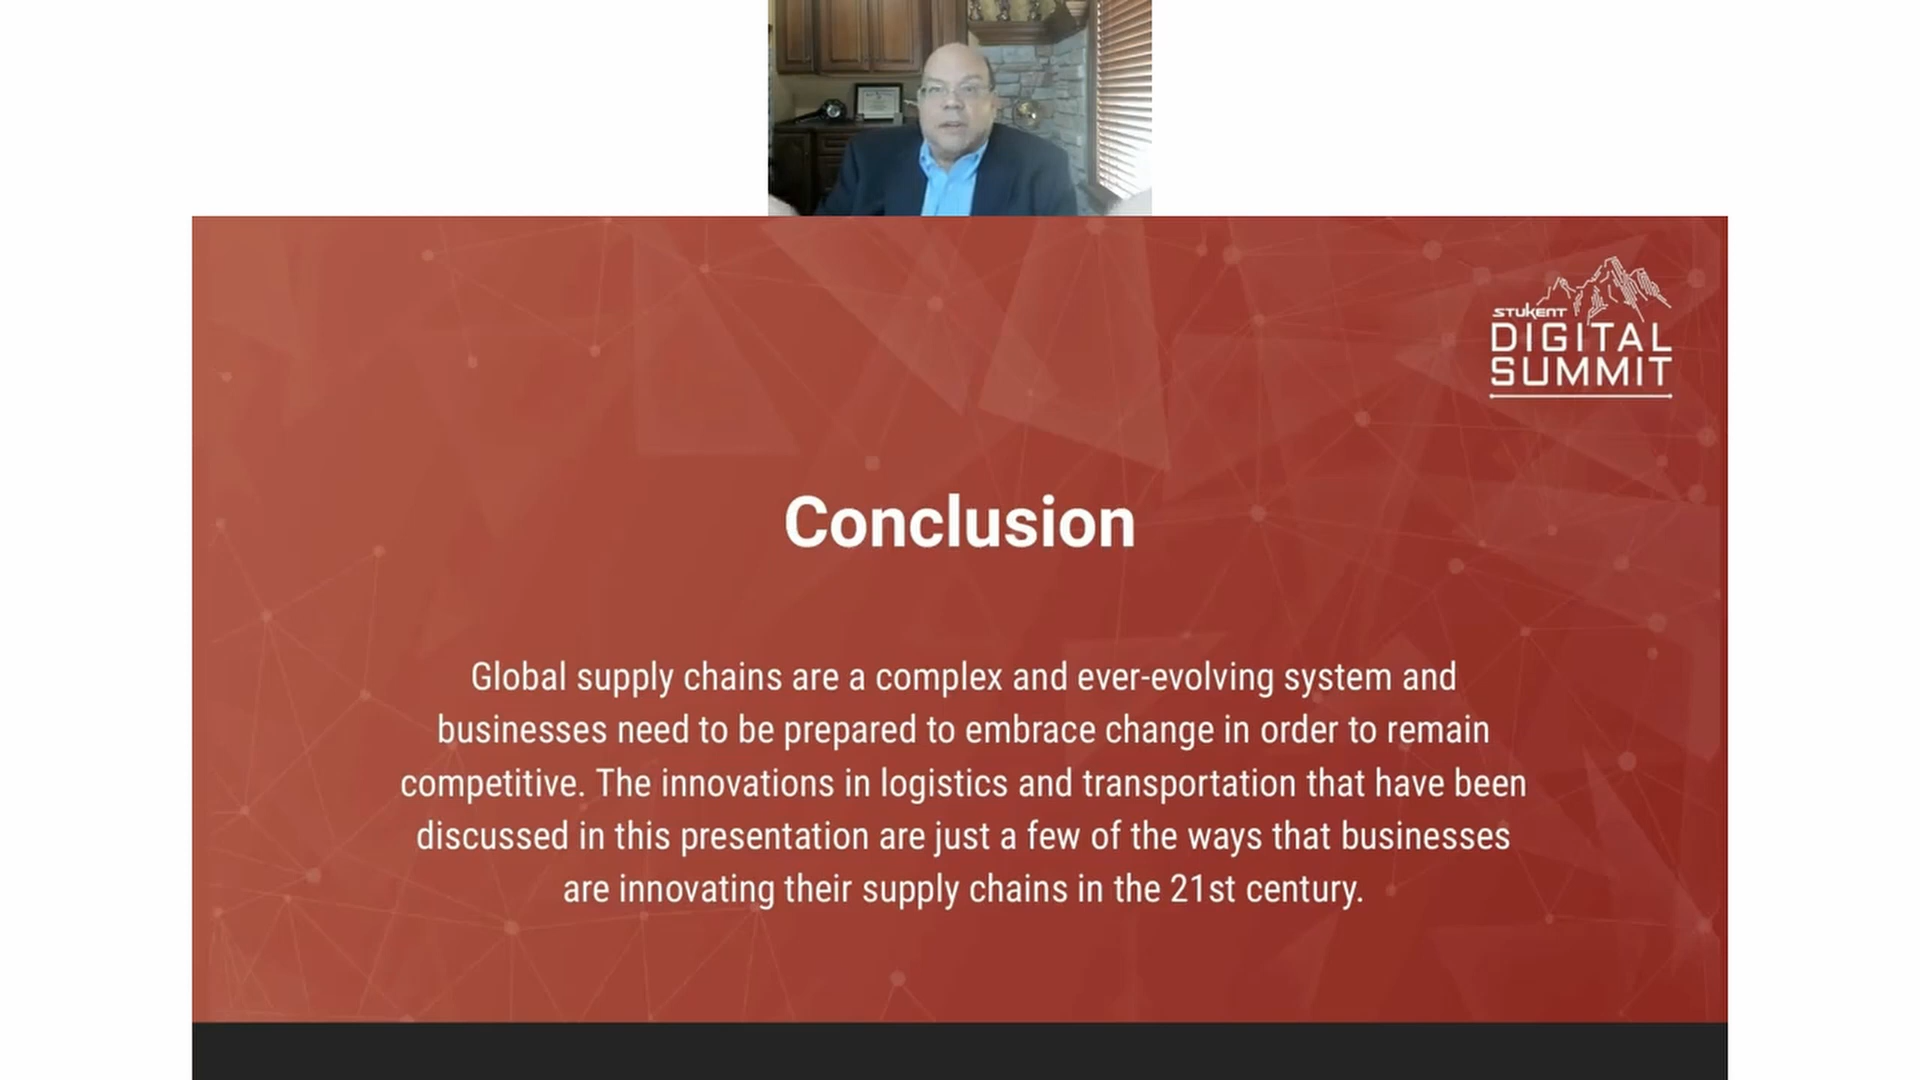 STUKENT
DIGITAL
SUMMIT
Conclusion
Global supply chains are a complex and ever-evolving system and
businesses need to be prepared to embrace change in order to remain
competitive. The innovations in logistics and transportation that have been
discussed in this presentation are just a few of the ways that businesses
are innovating their supply chains in the 21st century.